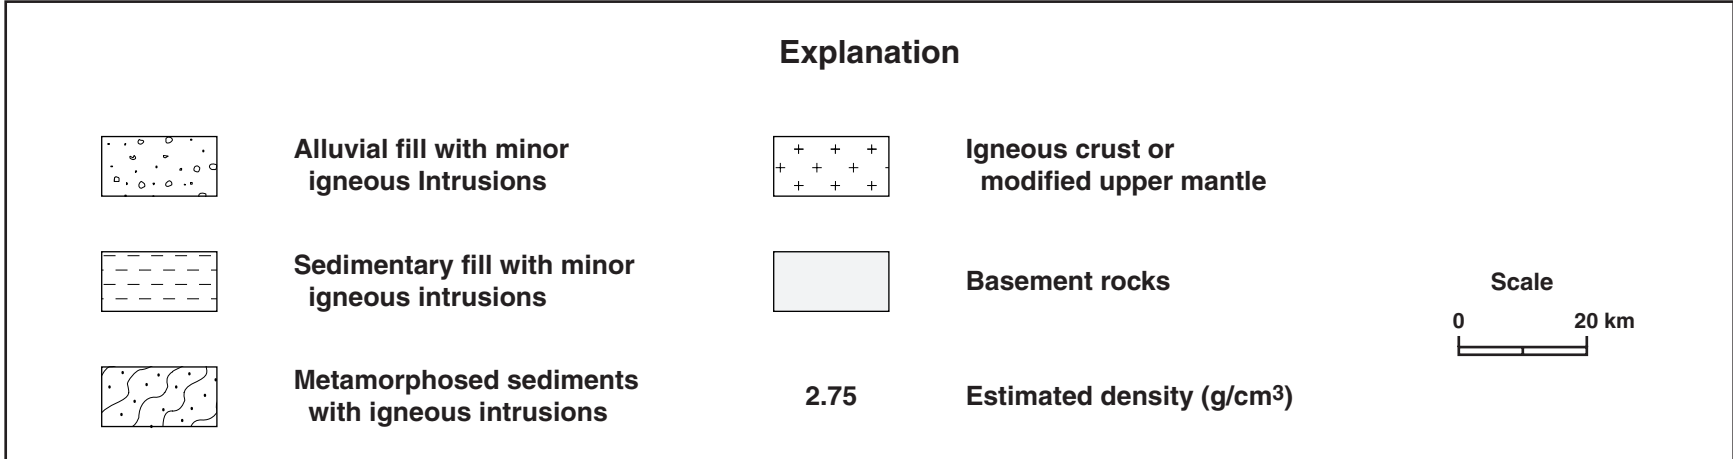 Explanation
Alluvial fill with minor
igneous Intrusions
Sedimentary fill with minor
igneous intrusions
Metamorphosed sediments
with igneous intrusions
Igneous crust or
modified upper mantle
Basement rocks
2.75 Estimated density (g/cm3)
Scale
0 20 km